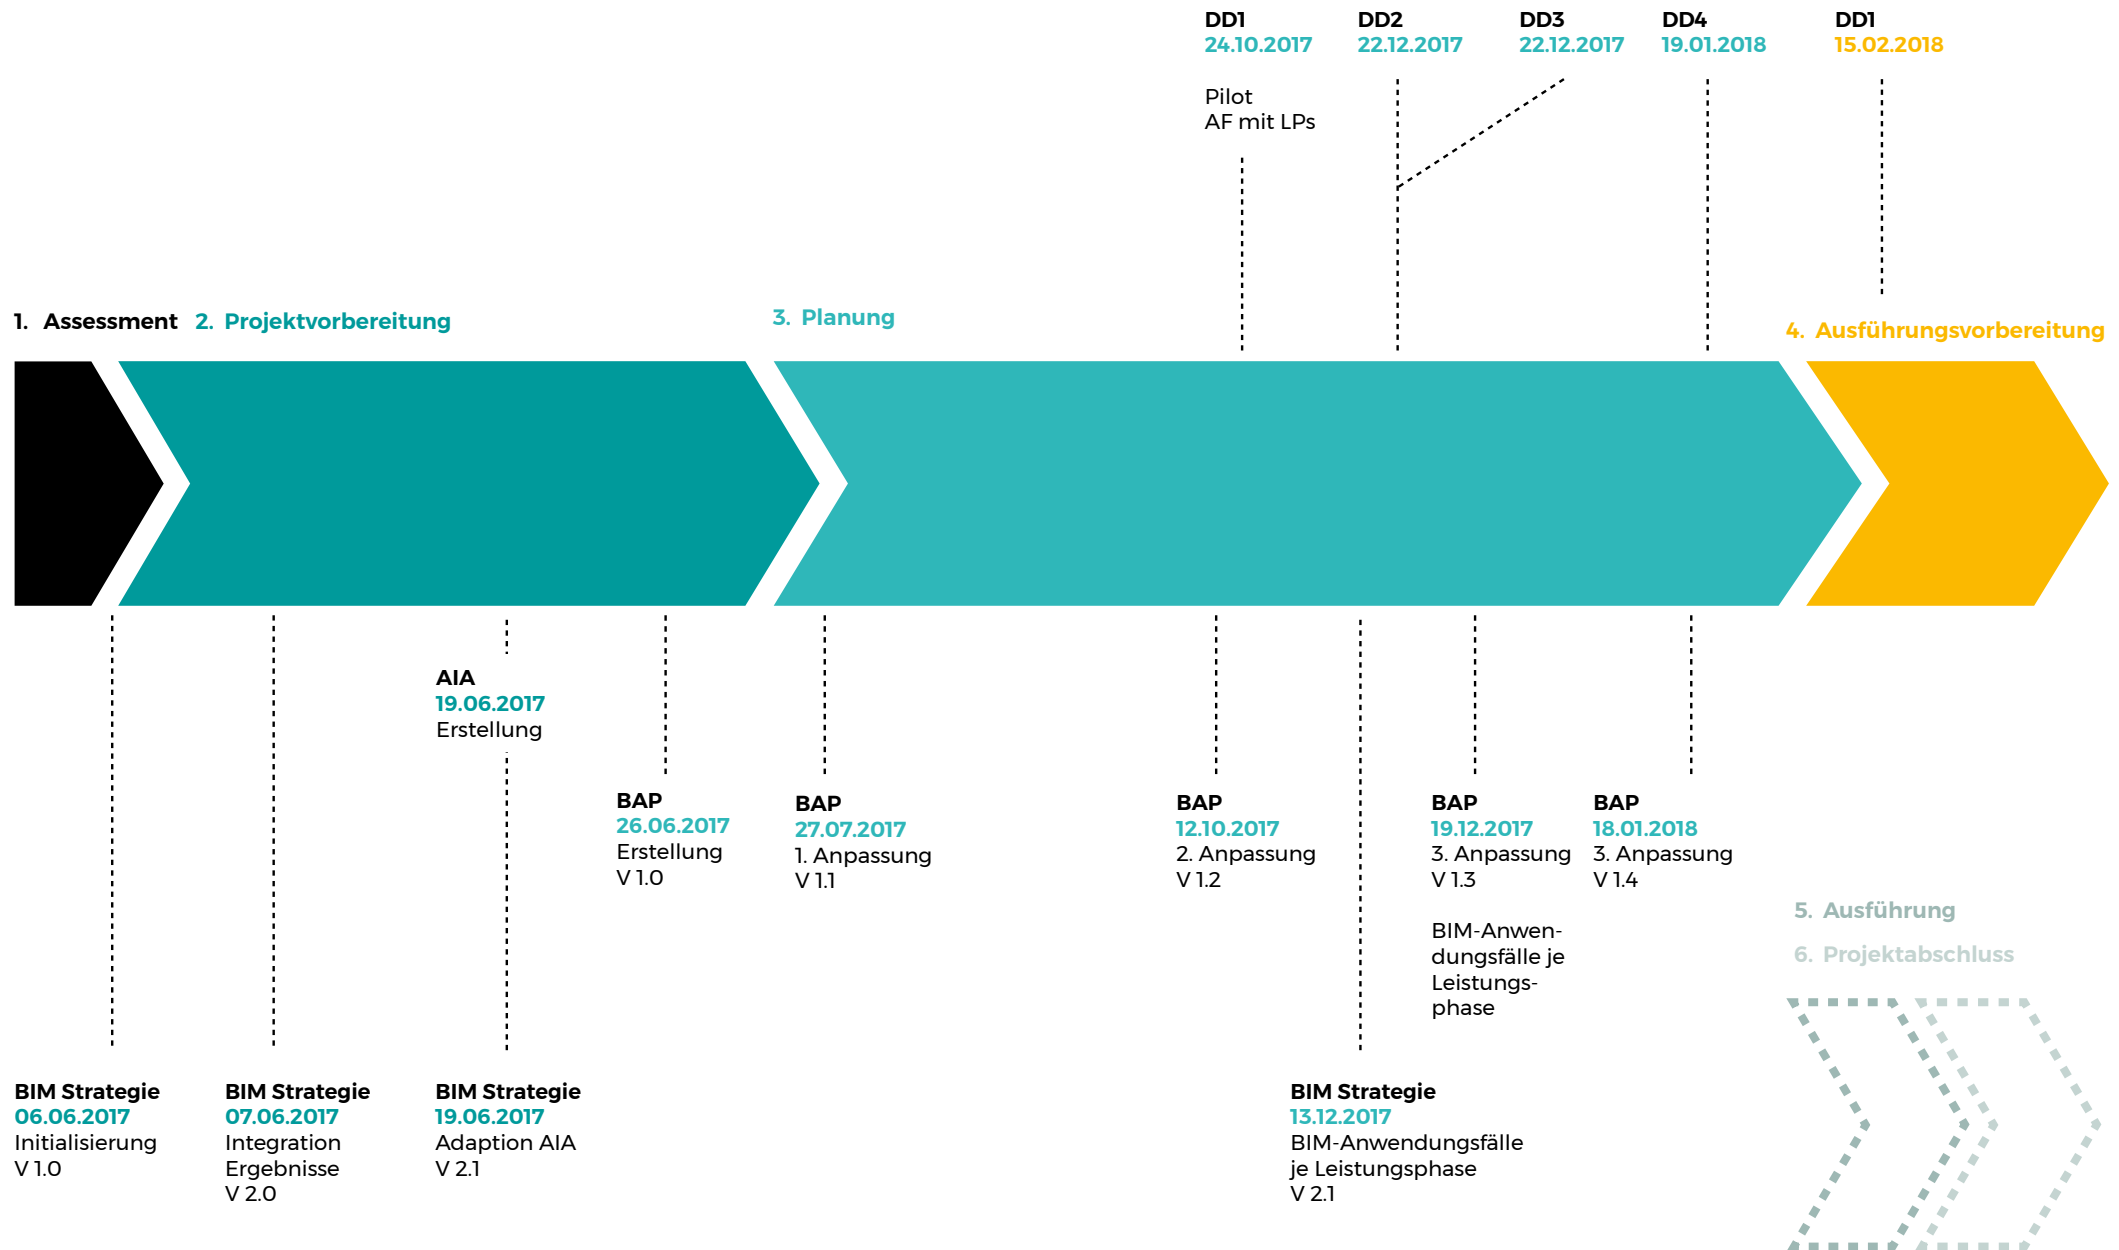 DD1
24.10.2017
Pilot
AF mit LPs
DD2
22.12.2017
DD3
22.12.2017
DD4
19.01.2018
DD1
15.02.2018
1. Assessment
2. Projektvorbereitung
3. Planung
4. Ausführungsvorbereitung
AIA
19.06.2017
Erstellung
BAP
26.06.2017
Erstellung
V 1.0
BAP
27.07.2017
1. Anpassung
V 1.1
BAP
12.10.2017
2. Anpassung
V 1.2
BAP
19.12.2017
3. Anpassung
V 1.3
BIM-Anwen-
dungsfälle je
Leistungs-
phase
BAP
18.01.2018
3. Anpassung
V 1.4
5. Ausführung
6. Projektabschluss
BIM Strategie
06.06.2017
Initialisierung
V 1.0
BIM Strategie
07.06.2017
Integration
Ergebnisse
V 2.0
BIM Strategie
19.06.2017
Adaption AIA
V 2.1
BIM Strategie
13.12.2017
BIM-Anwendungsfälle
je Leistungsphase
V 2.1